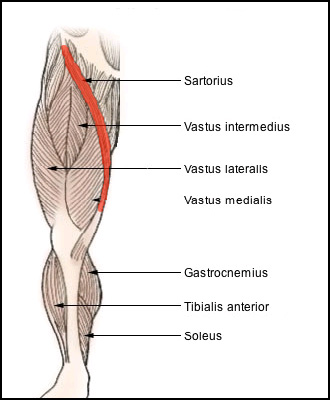 Sartorius
Vastus intermedius
Vastus lateralis
Vastus medialis
Gastrocnemius
Tibialis anterior
Soleus